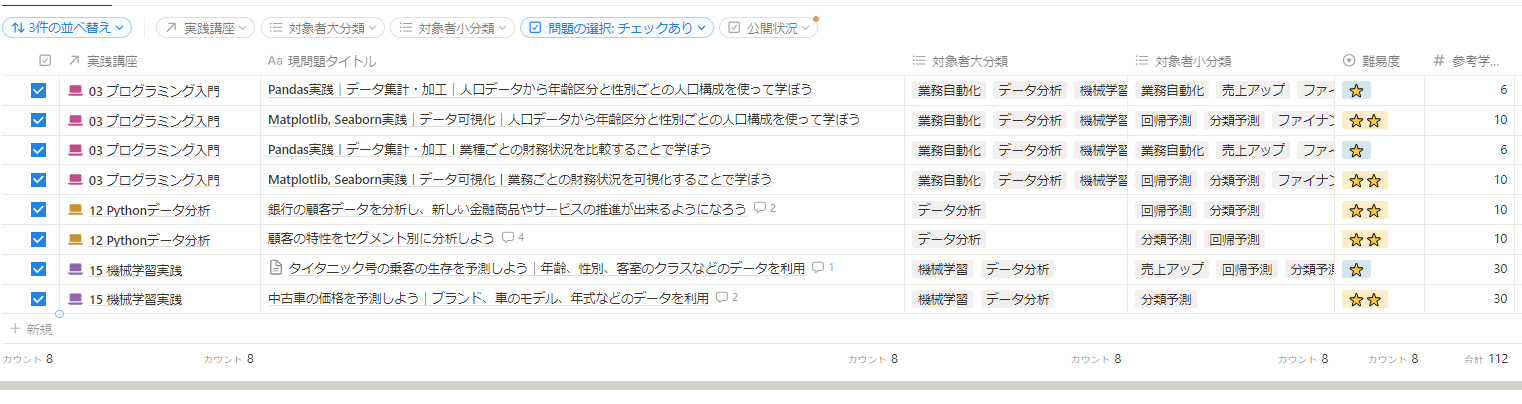 3件の並べ替え 実践講座 対象者大分類 対象者小分類 問題の選択: チェックあり 公開状況
実践講座 Aa 現問題タイトル 対象者大分類 対象者小分類 難易度 # 参考学...
03 プログラミング入門 Pandas実践｜データ集計・加工｜人口データから年齢区分と性別ごとの人口構成を使って学ぼう 業務自動化 データ分析 機械学習 業務自動化 売上アップ ファイ 6
03 プログラミング入門 Matplotlib, Seaborn実践｜データ可視化｜人口データから年齢区分と性別ごとの人口構成を使って学ぼう 業務自動化 データ分析 機械学習 回帰予測 分類予測 ファイナン 10
03 プログラミング入門 Pandas実践｜データ集計・加工｜業種ごとの財務状況を比較することで学ぼう 業務自動化 データ分析 機械学習 業務自動化 売上アップ ファイ 6
03 プログラミング入門 Matplotlib, Seaborn実践｜データ可視化｜業務ごとの財務状況を可視化することで学ぼう 業務自動化 データ分析 機械学習 回帰予測 分類予測 ファイナン 10
12 Pythonデータ分析 銀行の顧客データを分析し、新しい金融商品やサービスの推進が出来るようになろう 2 データ分析 回帰予測 分類予測 10
12 Pythonデータ分析 顧客の特性をセグメント別に分析しよう 4 データ分析 分類予測 回帰予測 10
15 機械学習実践 タイタニック号の乗客の生存を予測しよう｜年齢、性別、客室のクラスなどのデータを利用 1 機械学習 データ分析 売上アップ 回帰予測 分類予測 30
15 機械学習実践 中古車の価格を予測しよう｜ブランド、車のモデル、年式などのデータを利用 2 機械学習 データ分析 分類予測 30
新規
カウント 8 カウント 8 カウント 8 カウント 8 カウント 8 カウント 8 合計 112